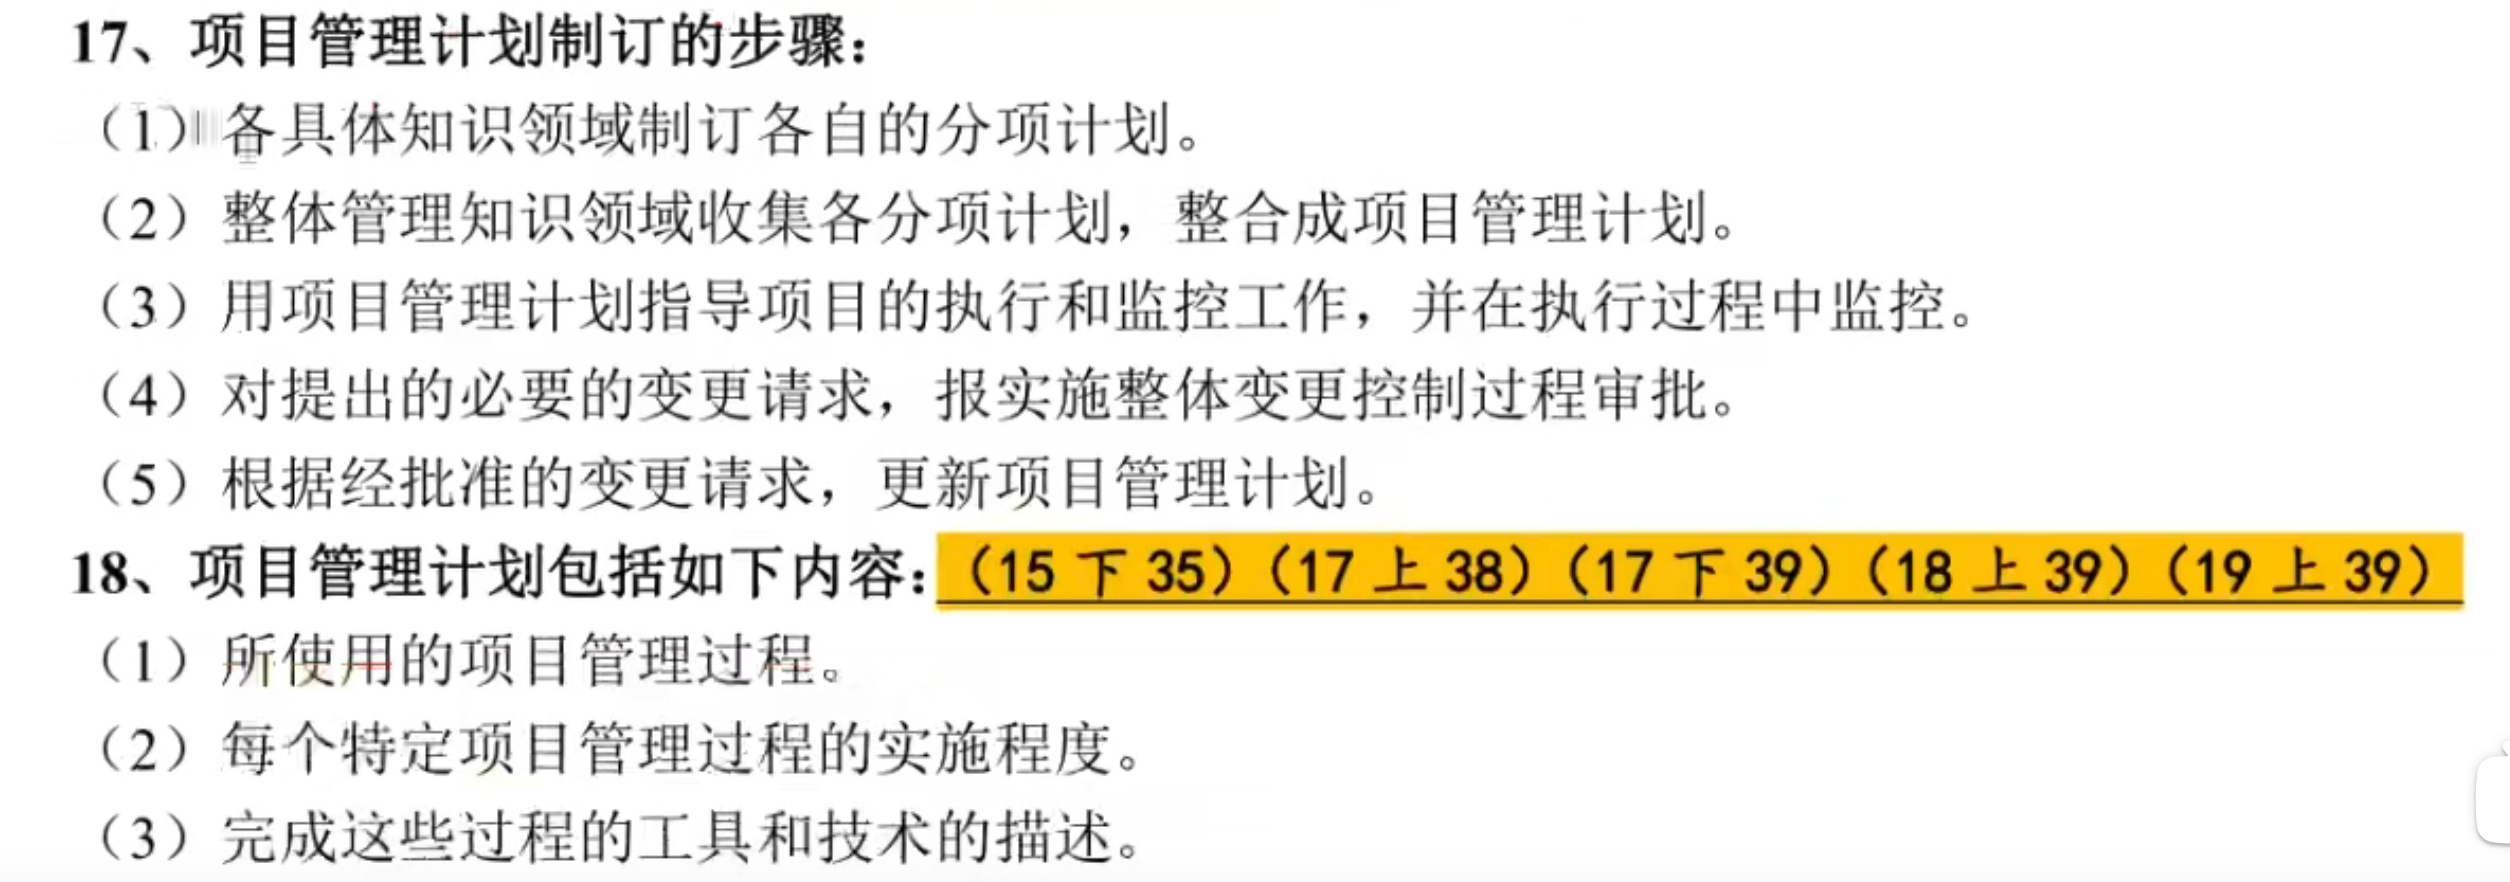 17、项目管理计划制订的步骤：
（1）各具体知识领域制订各自的分项计划。
（2）整体管理知识领域收集各分项计划，整合成项目管理计划。
（3）用项目管理计划指导项目的执行和监控工作，并在执行过程中监控。
（4）对提出的必要的变更请求，报实施整体变更控制过程审批。
（5）根据经批准的变更请求，更新项目管理计划。
18、项目管理计划包括如下内容：（15 下 35）（17 上 38）（17 下 39）（18 上 39）（19 上 39）
（1）所使用的项目管理过程。
（2）每个特定项目管理过程的实施程度。
（3）完成这些过程的工具和技术的描述。